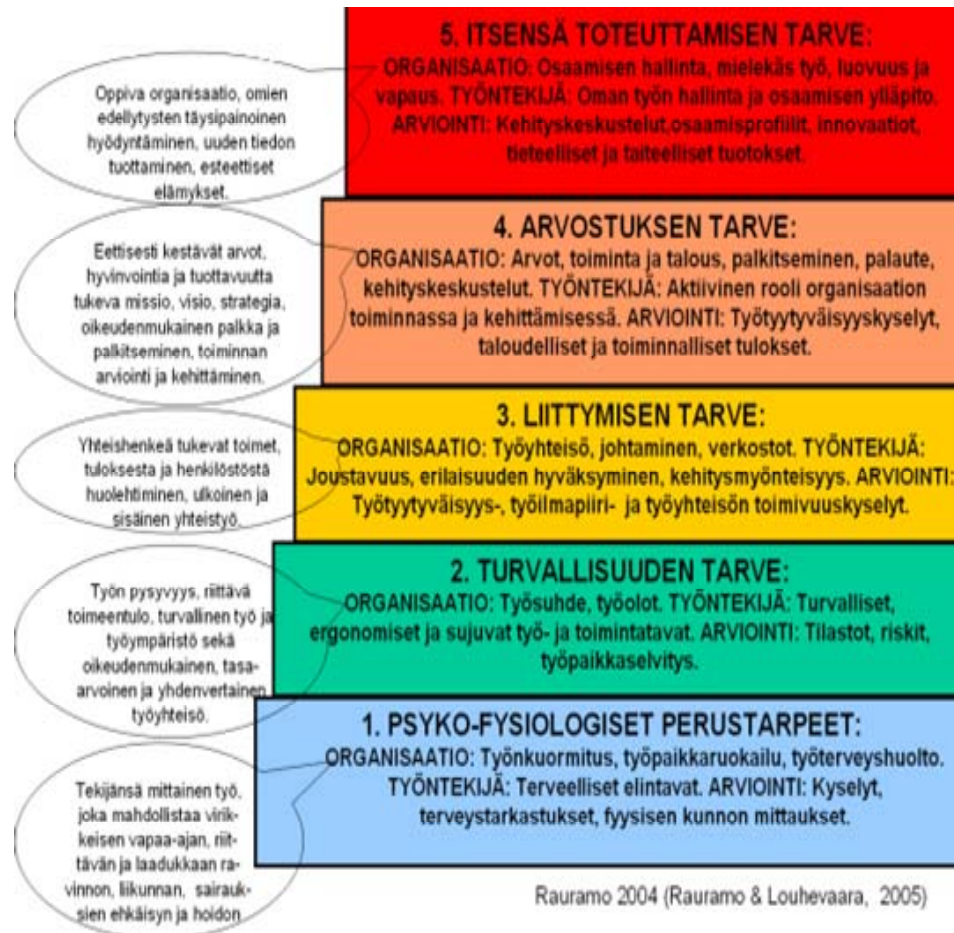 5. ITSENSÄ TOTEUTTAMISEN TARVE:
ORGANISAATIO: Osaamisen hallinta, mielekäs työ, luovuus ja
vapaus. TYÖNTEKIJÄ: Oman työn hallinta ja osaamisen ylläpito.
ARVIOINTI: Kehityskeskustelut,osaamisprofiilit, innovaatiot,
tieteelliset ja taiteelliset tuotokset.
Oppiva organisaatio, omien
edellytysten täysipainoinen
hyödyntäminen, uuden tiedon
tuottaminen, esteettiset
elämykset.
4. ARVOSTUKSEN TARVE:
ORGANISAATIO: Arvot, toiminta ja talous, palkitseminen, palaute,
kehityskeskustelut. TYÖNTEKIJÄ: Aktiivinen rooli organisaation
toiminnassa ja kehittämisessä. ARVIOINTI: Työtyytyväisyyskyselyt,
taloudelliset ja toiminnalliset tulokset.
Eettisesti kestävät arvot,
hyvinvointia ja tuottavuutta
tukeva missio, visio, strategia,
oikeudenmukainen palkka ja
palkitseminen, toiminnan
arviointi ja kehittäminen.
3. LIITTYMISEN TARVE:
ORGANISAATIO: Työyhteisö, johtaminen, verkostot. TYÖNTEKIJÄ:
Joustavuus, erilaisuuden hyväksyminen, kehitysmyönteisyys. ARVIOINTI:
Työtyytyväisyys-, työilmapiiri- ja työyhteisön toimivuuskyselyt.
Yhteishenkeä tukevat toimet,
tuloksesta ja henkilöstöstä
huolehtiminen, ulkoinen ja
sisäinen yhteistyö.
2. TURVALLISUUDEN TARVE:
ORGANISAATIO: Työsuhde, työolot. TYÖNTEKIJÄ: Turvalliset,
ergonomiset ja sujuvat työ- ja toimintatavat. ARVIOINTI: Tilastot, riskit,
työpaikkaselvitys.
Työn pysyvyys, riittävä
toimeentulo, turvallinen työ ja
työympäristö sekä
oikeudenmukainen, tasa-
arvoinen ja yhdenvertainen
työyhteisö.
1. PSYKO-FYSIOLOGISET PERUSTARPEET:
ORGANISAATIO: Työnkuormitus, työpaikkaruokailu, työterveyshuolto.
TYÖNTEKIJÄ: Terveelliset elintavat. ARVIOINTI: Kyselyt,
terveystarkastukset, fyysisen kunnon mittaukset.
Tekijänsä mittainen työ,
joka mahdollistaa virik-
keisen vapaa-ajan, riit-
tävän ja laadukkaan ra-
vinnon, liikunnan, sairauk-
sien ehkäisyn ja hoidon
Rauramo 2004 (Rauramo & Louhevaara, 2005)